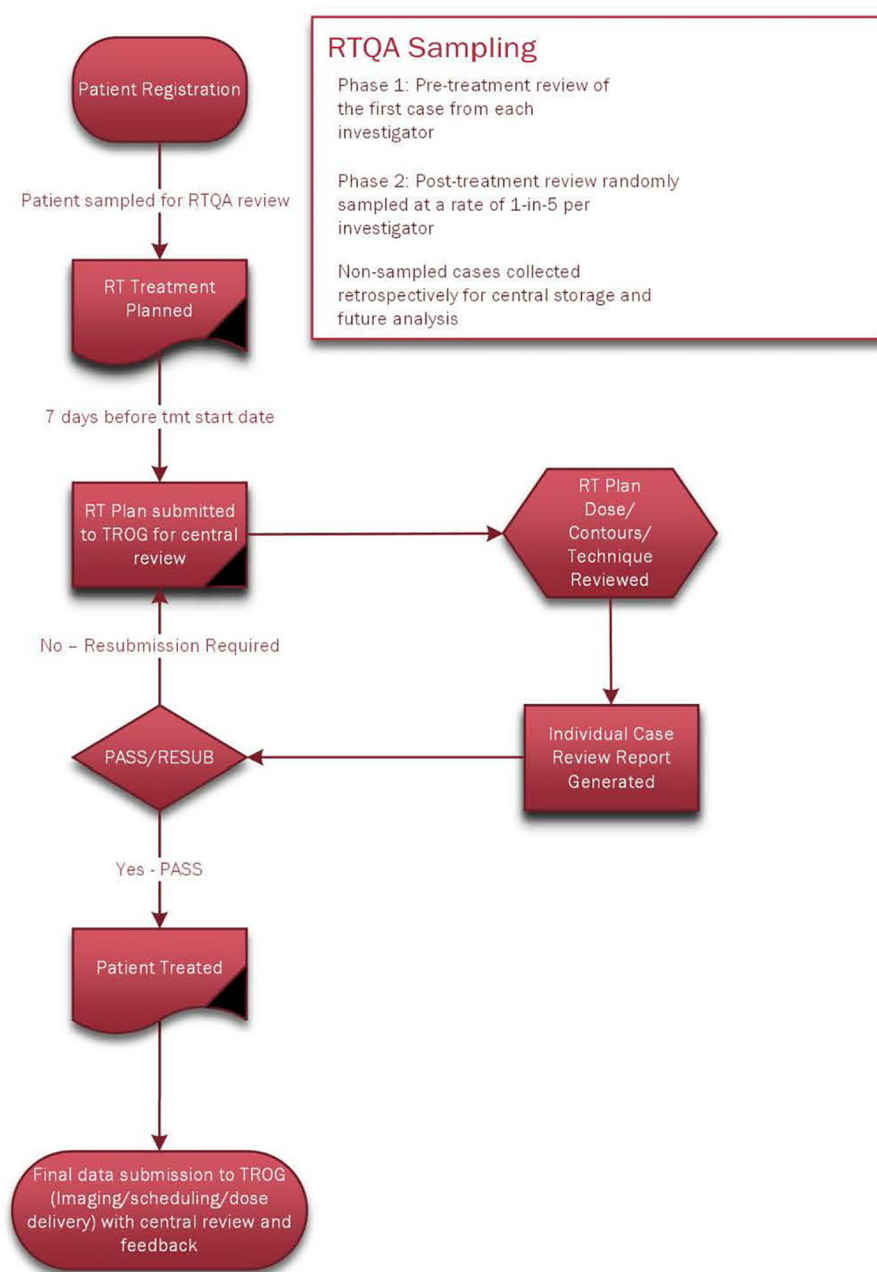 RTQA Sampling
Phase 1: Pre-treatment review of
the first case from each
investigator
Phase 2: Post-treatment review randomly
sampled at a rate of 1-in-5 per
investigator
Non-sampled cases collected
retrospectively for central storage and
future analysis
Patient Registration
Patient sampled for RTQA review
RT Treatment
Planned
7 days before tmt start date
RT Plan submitted
to TROG for central
review
RT Plan
Dose/
Contours/
Technique
Reviewed
Individual Case
Review Report
Generated
No – Resubmission Required
PASS/RESUB
Yes - PASS
Patient Treated
Final data submission to TROG
(Imaging/scheduling/dose
delivery) with central review and
feedback